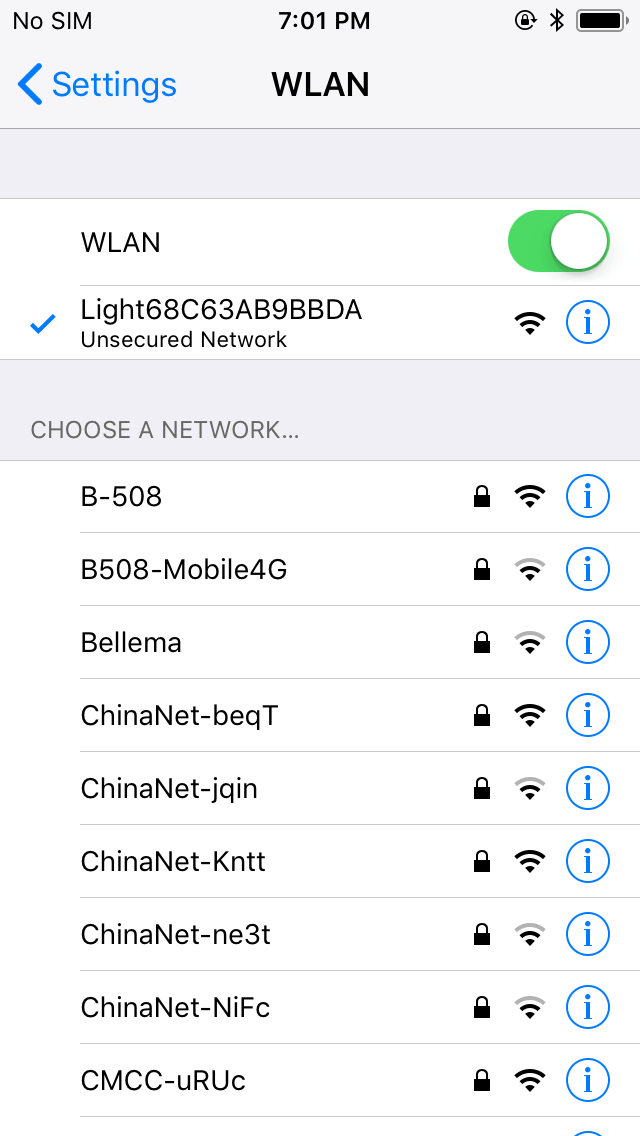 No SIM
7:01 PM
Settings
WLAN
WLAN
Light68C63AB9BBDA
Unsecured Network
CHOOSE A NETWORK...
B-508
B508-Mobile4G
Bellema
ChinaNet-beqT
ChinaNet-jqin
ChinaNet-Kntt
ChinaNet-ne3t
ChinaNet-NiFc
CMCC-uRUc